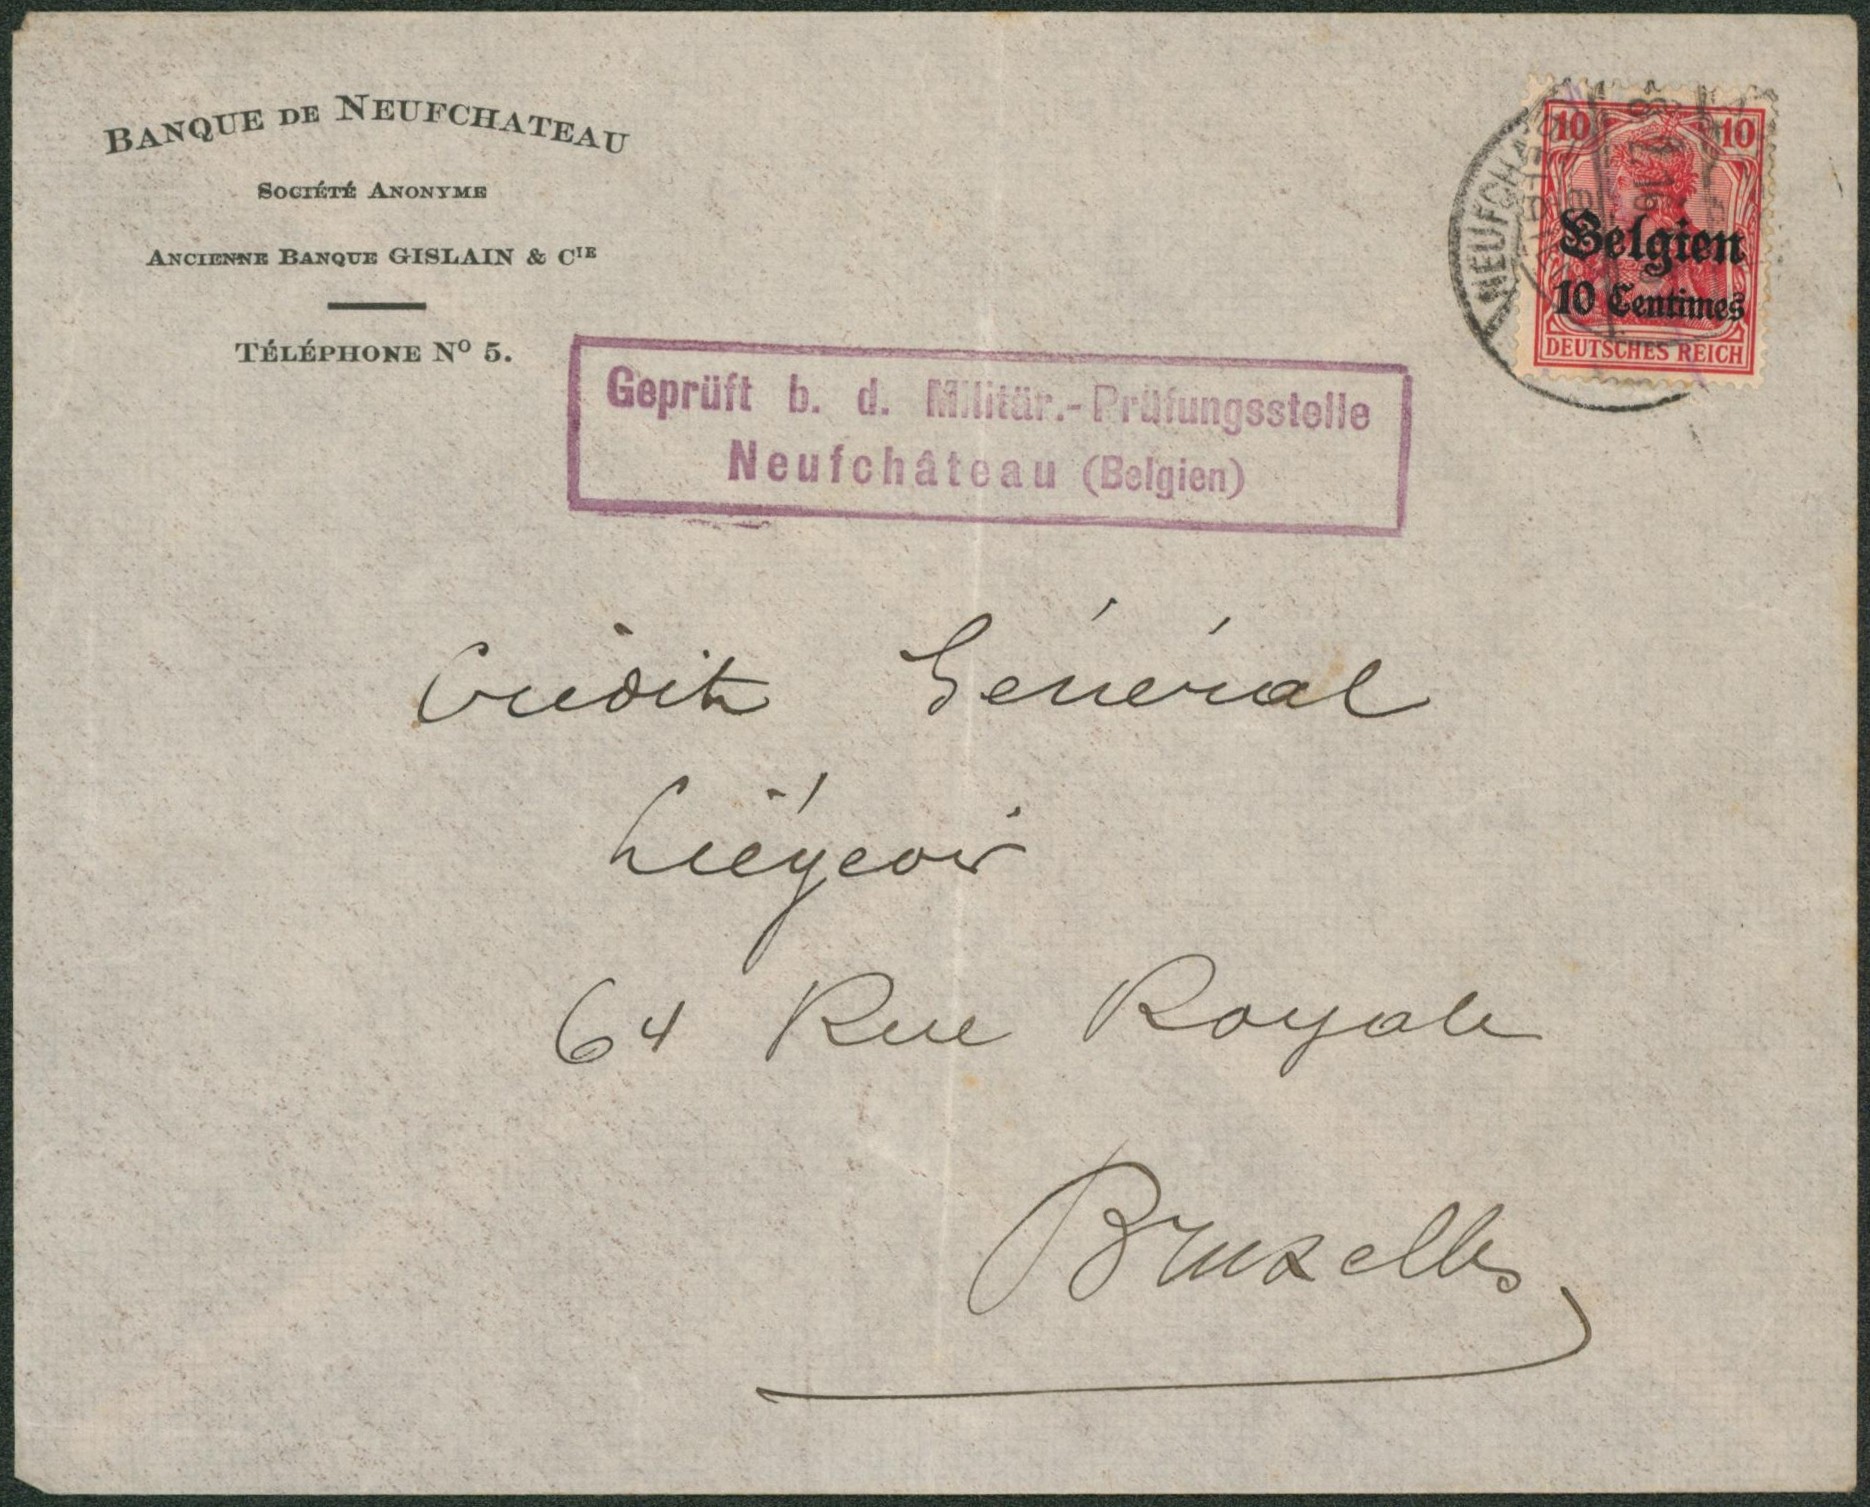 BANQUE DE NEUFCHATEAU
SOCIÉTÉ ANONYME
ANCIENNE BANQUE GISLAIN & CIE
TÉLÉPHONE NO 5.
10 10
Belgien
10 Centimes
DEUTSCHES REICH
Geprüft b. d. Militär.-Prüfungsstelle
Neufchâteau (Belgien)
Crédit Général
Liégeois
64 Rue Royale
Bruxelles